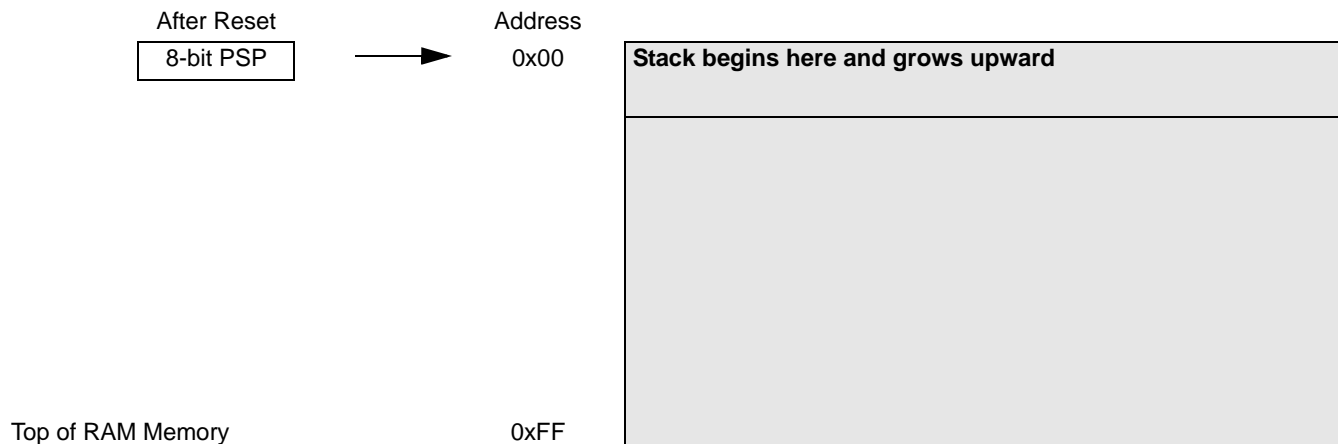 After Reset Address
8-bit PSP 0x00 Stack begins here and grows upward
Top of RAM Memory 0xFF